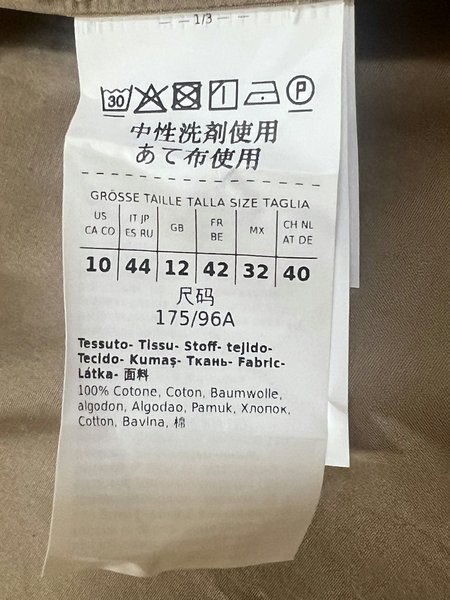 1/3
30 P
中性洗剤使用
あて布使用
GRÖSSE TAILLE TALLA SIZE TAGLIA
US CA CO IT JP ES RU GB FR BE MX CH NL AT DE
10 44 12 42 32 40
尺码
175/96A
Tessuto- Tissu- Stoff- tejido-
Tecido- Kumaş- Ткань- Fabric-
Látka- 面料
100% Cotone, Coton, Baumwolle,
algodon, Algodao, Pamuk, Хлопок,
Cotton, Bavlna, 棉